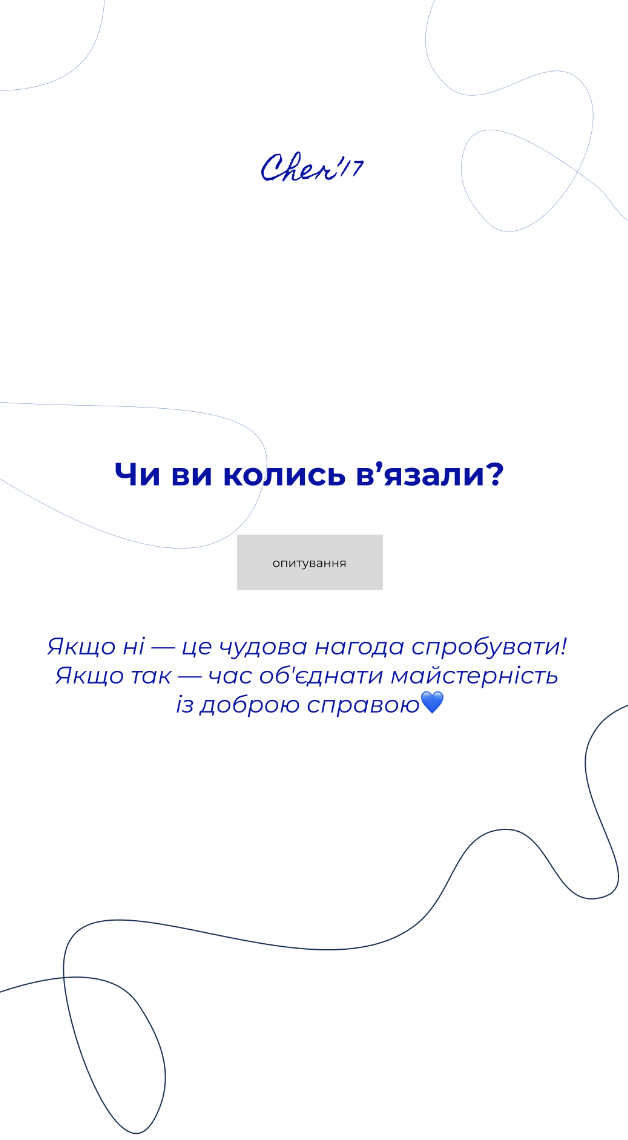 Cher'17
Чи ви колись в’язали?
опитування
Якщо ні — це чудова нагода спробувати!
Якщо так — час об'єднати майстерність
із доброю справою💙